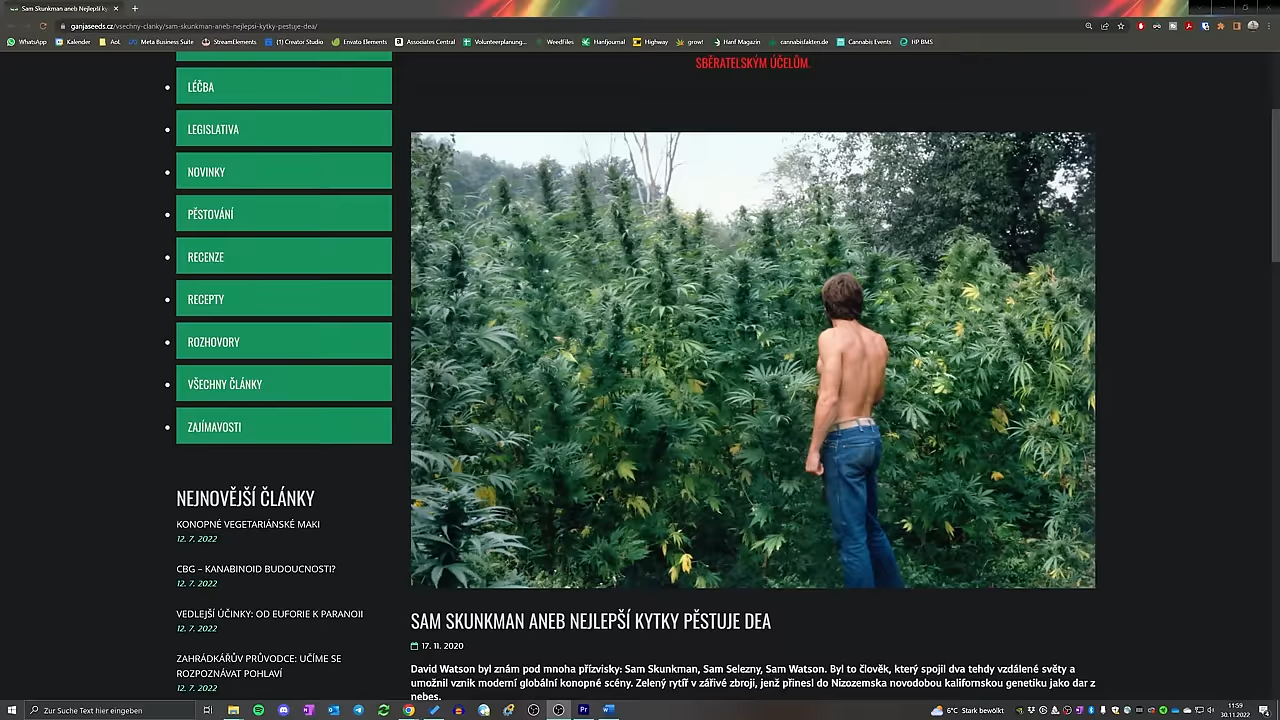 Sam Skunkman aneb nejlepsí ky
ganjaseeds.cz/vsechny-clanky/sam-skunkman-aneb-nejlepsi-kytky-pestuje-dea/
WhatsApp Kalender AoL Meta Business Suite StreamElements (1) Creator Studio Envato Elements Associates Central Volunteerplanung... WeedFiles Hanfjournal Highway grow! Hanf Magazin cannabisfakten.de Cannabis Events HP BMS
SBĚRATELSKÝM ÚČELŮM.
LÉČBA
LEGISLATIVA
NOVINKY
PĚSTOVÁNÍ
RECENZE
RECEPTY
ROZHOVORY
VŠECHNY ČLÁNKY
ZAJÍMAVOSTI
NEJNOVĚJŠÍ ČLÁNKY
KONOPNÉ VEGETARIÁNSKÉ MAKI
12. 7. 2022
CBG – KANABINOID BUDOUCNOSTI?
12. 7. 2022
VEDLEJŠÍ ÚČINKY: OD EUFORIE K PARANOII
12. 7. 2022
ZAHRÁDKÁŘŮV PRŮVODCE: UČÍME SE
ROZPOZNÁVAT POHLAVÍ
12. 7. 2022
SAM SKUNKMAN ANEB NEJLEPŠÍ KYTKY PĚSTUJE DEA
17. 11. 2020
David Watson byl znám pod mnoha přízvisky: Sam Skunkman, Sam Selezny, Sam Watson. Byl to člověk, který spojil dva tehdy vzdálené světy a
umožnil vznik moderní globální konopné scény. Zelený rytíř v zářivé zbroji, jenž přinesl do Nizozemska novodobou kalifornskou genetiku jako dar z
nebes.
Zur Suche Text hier eingeben
6°C Stark bewölkt
11:59
30.11.2022